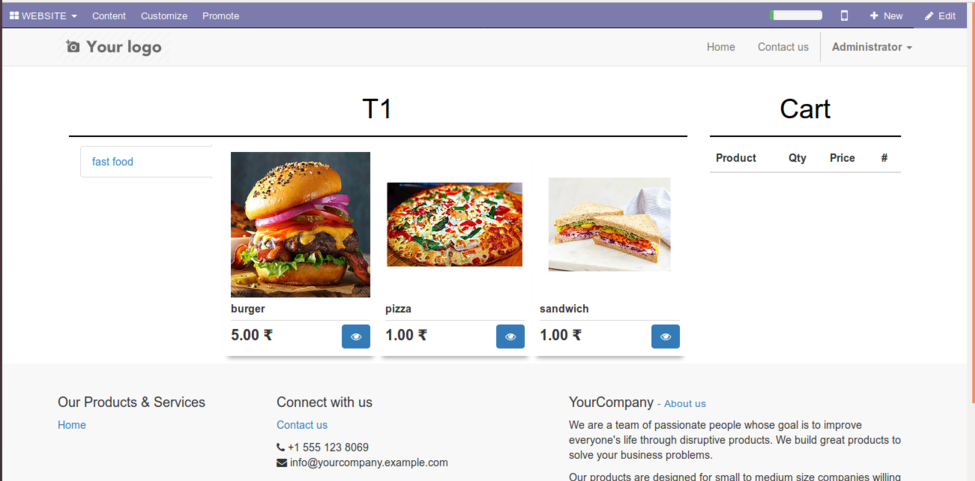 WEBSITE Content Customize Promote New Edit
Your logo Home Contact us Administrator
T1 Cart
fast food Product Qty Price #
burger pizza sandwich
5.00 ₹ 1.00 ₹ 1.00 ₹
Our Products & Services Connect with us YourCompany - About us
Home Contact us We are a team of passionate people whose goal is to improve
+1 555 123 8069 everyone's life through disruptive products. We build great products to
info@yourcompany.example.com solve your business problems.
Our products are designed for small to medium size companies willing